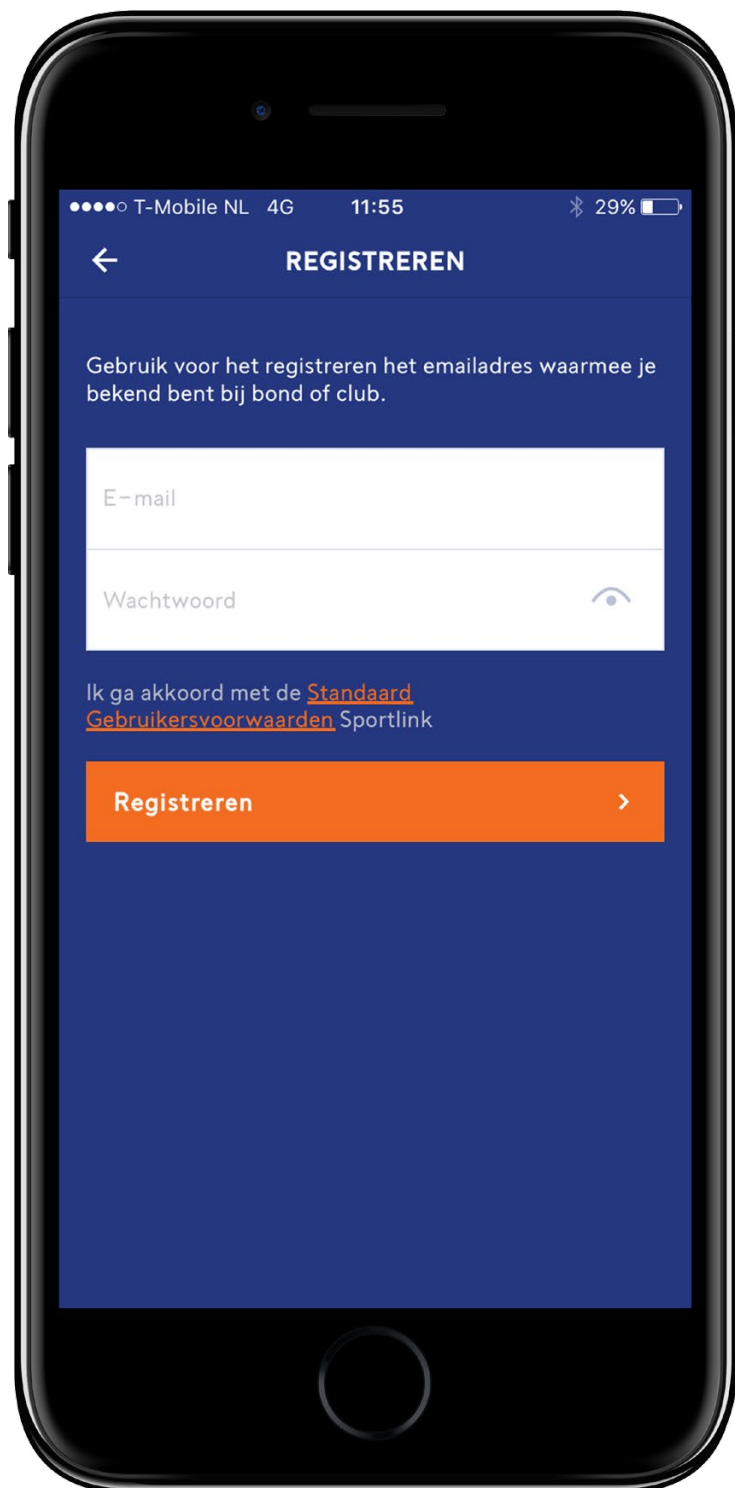 T-Mobile NL 4G 11:55 29%
REGISTREREN
Gebruik voor het registreren het emailadres waarmee je
bekend bent bij bond of club.
E-mail
Wachtwoord
Ik ga akkoord met de Standaard
Gebruikersvoorwaarden Sportlink
Registreren